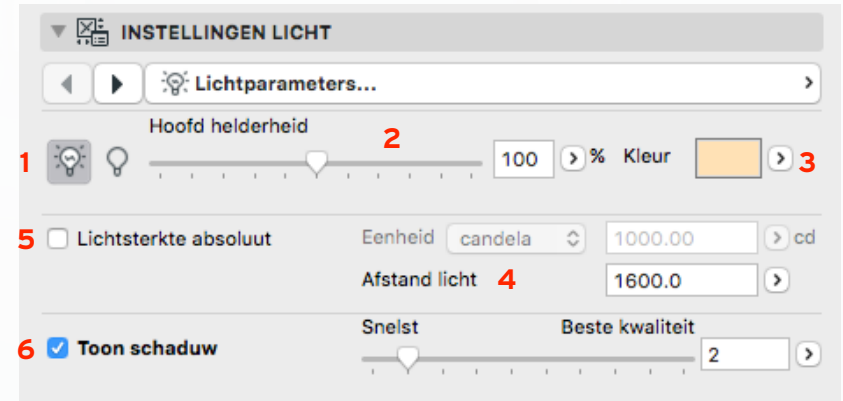 INSTELLINGEN LICHT
Lichtparameters...
Hoofd helderheid
1 2 100 % Kleur 3
5 Lichtsterkte absoluut Eenheid candela 1000.00 cd
Afstand licht 4 1600.0
Snelst Beste kwaliteit
6 Toon schaduw 2